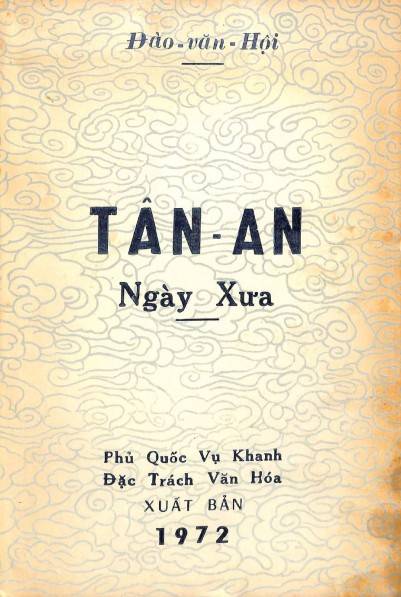 Đào-văn-Hội
TÂN-AN
Ngày Xưa
Phủ Quốc Vụ Khanh
Đặc Trách Văn Hóa
XUẤT BẢN
1972